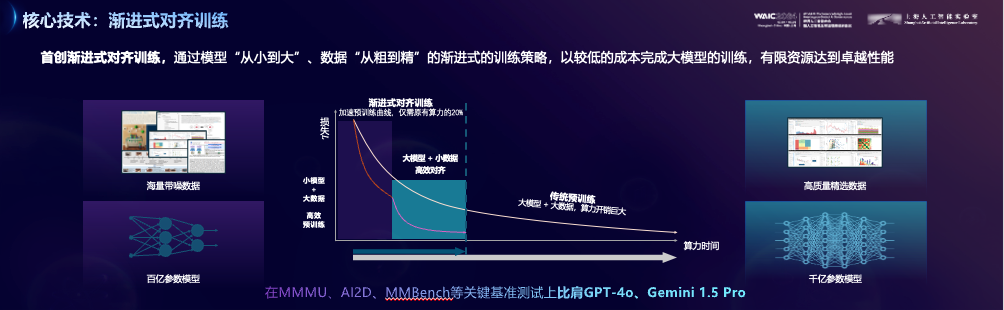 核心技术：渐进式对齐训练
WAIC 2024
上海人工智能实验室
Shanghai Artificial Intelligence Laboratory
首创渐进式对齐训练，通过模型“从小到大”、数据“从粗到精”的渐进式的训练策略，以较低的成本完成大模型的训练，有限资源达到卓越性能
渐进式对齐训练
加速预训练曲线，仅需原有算力的20%
损失↓
大模型 + 小数据
高效对齐
小模型
+
大数据
高效
预训练
传统预训练
大模型 + 大数据，算力开销巨大
算力时间
海量带噪数据
百亿参数模型
高质量精选数据
千亿参数模型
在MMMU、AI2D、MMBench等关键基准测试上比肩GPT-4o、Gemini 1.5 Pro